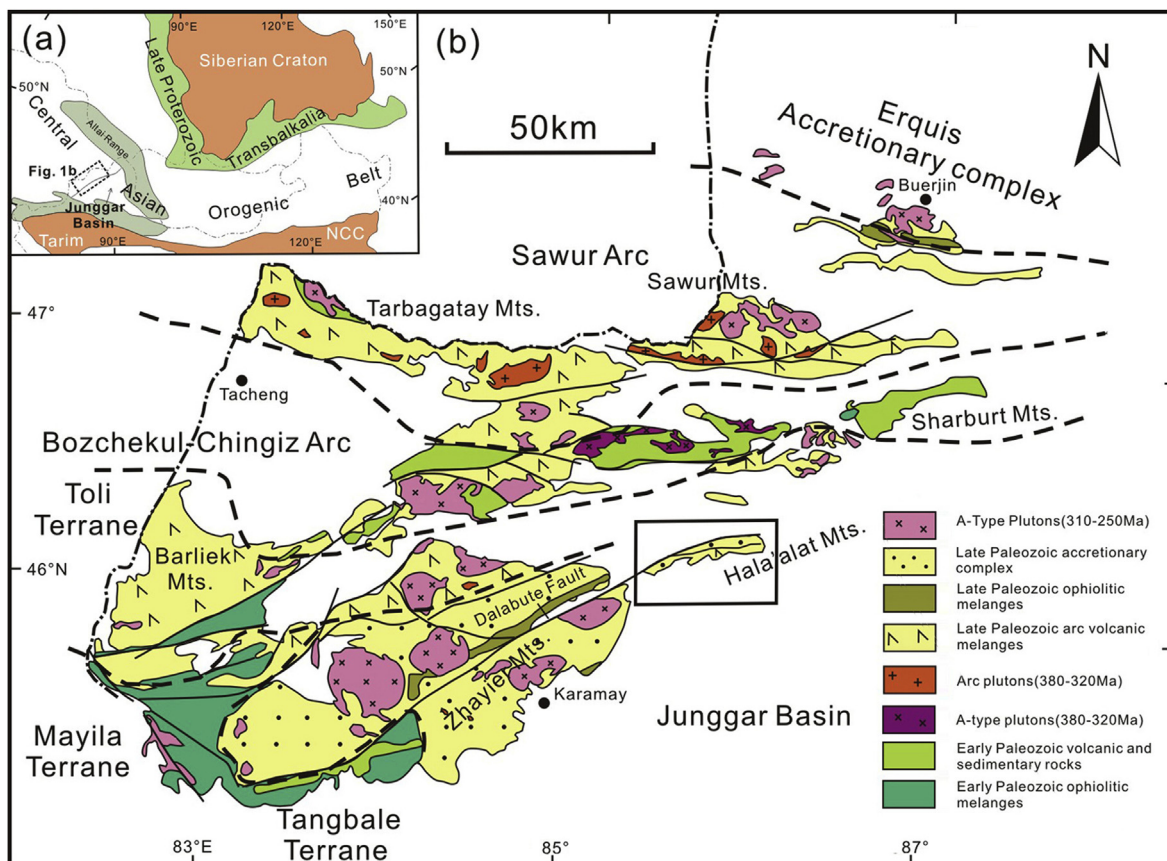 (a)
90°E
120°E
150°E
50°N
50°N
40°N
Siberian Craton
Late Proterozoic
Transbalkalia
Central
Altai Range
Fig. 1b
Asian
Orogenic
Belt
Junggar
Basin
Tarim
90°E
120°E
NCC
(b)
50km
N
Erquis
Accretionary complex
Buerjin
Sawur Arc
Sawur Mts.
47°
Tarbagatay Mts.
Tacheng
Sharburt Mts.
Bozchekul-Chingiz Arc
Toli
Terrane
Barliek
Mts.
46°N
Hala'alat Mts.
Dalabute Fault
Zhayier Mts.
Karamay
Junggar Basin
Mayila
Terrane
Tangbale
Terrane
83°E
85°
87°
A-Type Plutons(310-250Ma)
Late Paleozoic accretionary
complex
Late Paleozoic ophiolitic
melanges
Late Paleozoic arc volcanic
melanges
Arc plutons(380-320Ma)
A-type plutons(380-320Ma)
Early Paleozoic volcanic and
sedimentary rocks
Early Paleozoic ophiolitic
melanges